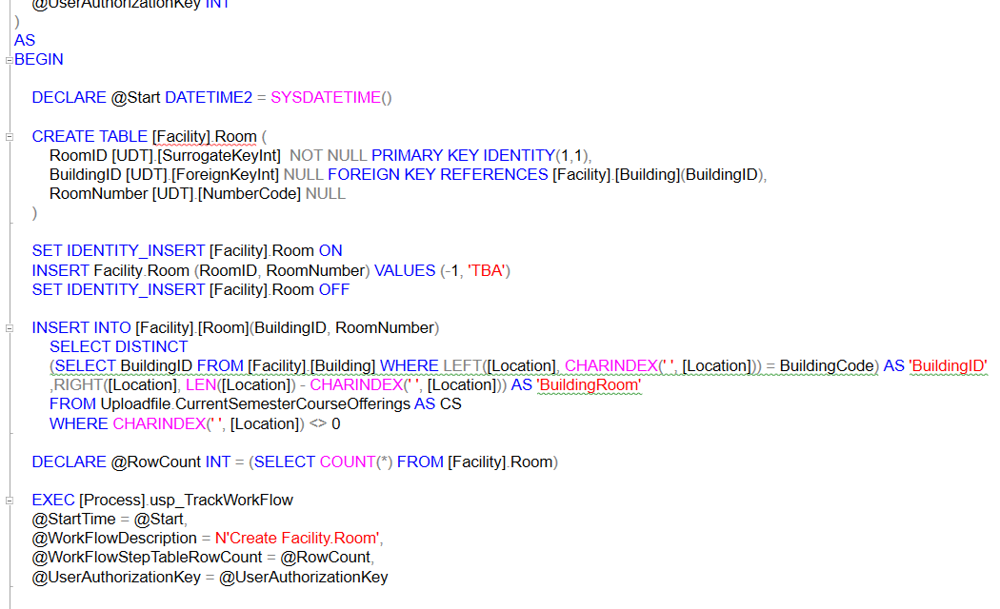 @UserAuthorizationKey INT
)
AS
BEGIN
DECLARE @Start DATETIME2 = SYSDATETIME()
CREATE TABLE [Facility].Room (
RoomID [UDT].[SurrogateKeyInt]  NOT NULL PRIMARY KEY IDENTITY(1,1),
BuildingID [UDT].[ForeignKeyInt] NULL FOREIGN KEY REFERENCES [Facility].[Building](BuildingID),
RoomNumber [UDT].[NumberCode] NULL
)
SET IDENTITY_INSERT [Facility].Room ON
INSERT Facility.Room (RoomID, RoomNumber) VALUES (-1, 'TBA')
SET IDENTITY_INSERT [Facility].Room OFF
INSERT INTO [Facility].[Room](BuildingID, RoomNumber)
SELECT DISTINCT
(SELECT BuildingID FROM [Facility].[Building] WHERE LEFT([Location], CHARINDEX(' ', [Location])) = BuildingCode) AS 'BuildingID'
,RIGHT([Location], LEN([Location]) - CHARINDEX(' ', [Location])) AS 'BuildingRoom'
FROM Uploadfile.CurrentSemesterCourseOfferings AS CS
WHERE CHARINDEX(' ', [Location]) <> 0
DECLARE @RowCount INT = (SELECT COUNT(*) FROM [Facility].Room)
EXEC [Process].usp_TrackWorkFlow
@StartTime = @Start,
@WorkFlowDescription = N'Create Facility.Room',
@WorkFlowStepTableRowCount = @RowCount,
@UserAuthorizationKey = @UserAuthorizationKey